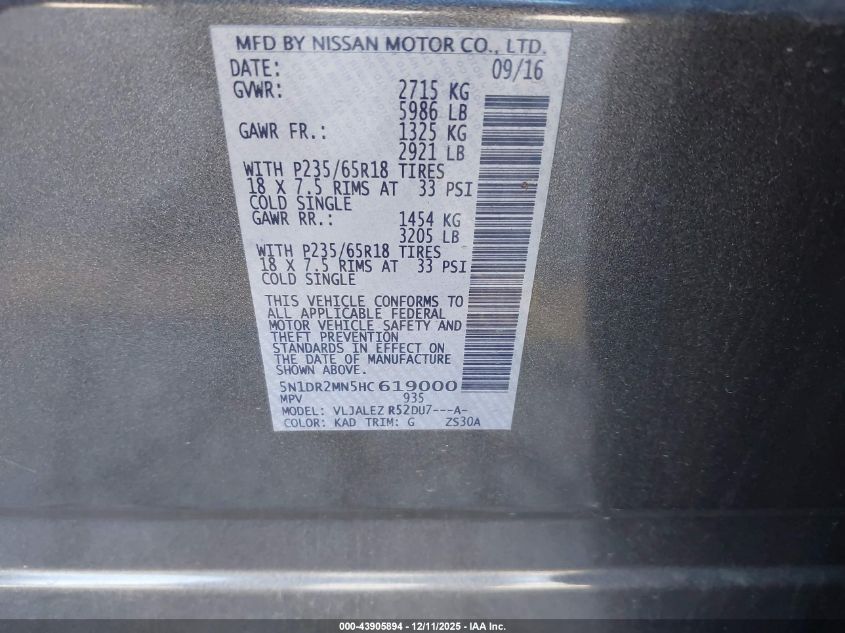 MFD BY NISSAN MOTOR CO., LTD.
DATE: 09/16
GVWR: 2715 KG
5986 LB
GAWR FR.: 1325 KG
2921 LB
WITH P235/65R18 TIRES
18 X 7.5 RIMS AT 33 PSI
COLD SINGLE
GAWR RR.: 1454 KG
3205 LB
WITH P235/65R18 TIRES
18 X 7.5 RIMS AT 33 PSI
COLD SINGLE
THIS VEHICLE CONFORMS TO
ALL APPLICABLE FEDERAL
MOTOR VEHICLE SAFETY AND
THEFT PREVENTION
STANDARDS IN EFFECT ON
THE DATE OF MANUFACTURE
SHOWN ABOVE.
5N1DR2MN5HC619000
MPV 935
MODEL: VLJALEZ R52DU7---A-
COLOR: KAD TRIM: G ZS30A
000-43905894 - 12/11/2025 - IAA Inc.